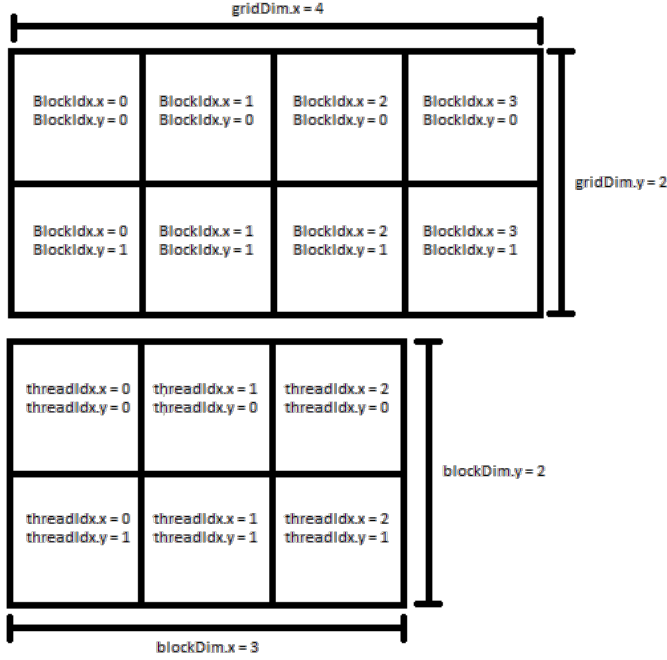 gridDim.x = 4
BlockIdx.x = 0 BlockIdx.x = 1 BlockIdx.x = 2 BlockIdx.x = 3
BlockIdx.y = 0 BlockIdx.y = 0 BlockIdx.y = 0 BlockIdx.y = 0
gridDim.y = 2
BlockIdx.x = 0 BlockIdx.x = 1 BlockIdx.x = 2 BlockIdx.x = 3
BlockIdx.y = 1 BlockIdx.y = 1 BlockIdx.y = 1 BlockIdx.y = 1
threadIdx.x = 0 threadIdx.x = 1 threadIdx.x = 2
threadIdx.y = 0 threadIdx.y = 0 threadIdx.y = 0
blockDim.y = 2
threadIdx.x = 0 threadIdx.x = 1 threadIdx.x = 2
threadIdx.y = 1 threadIdx.y = 1 threadIdx.y = 1
blockDim.x = 3